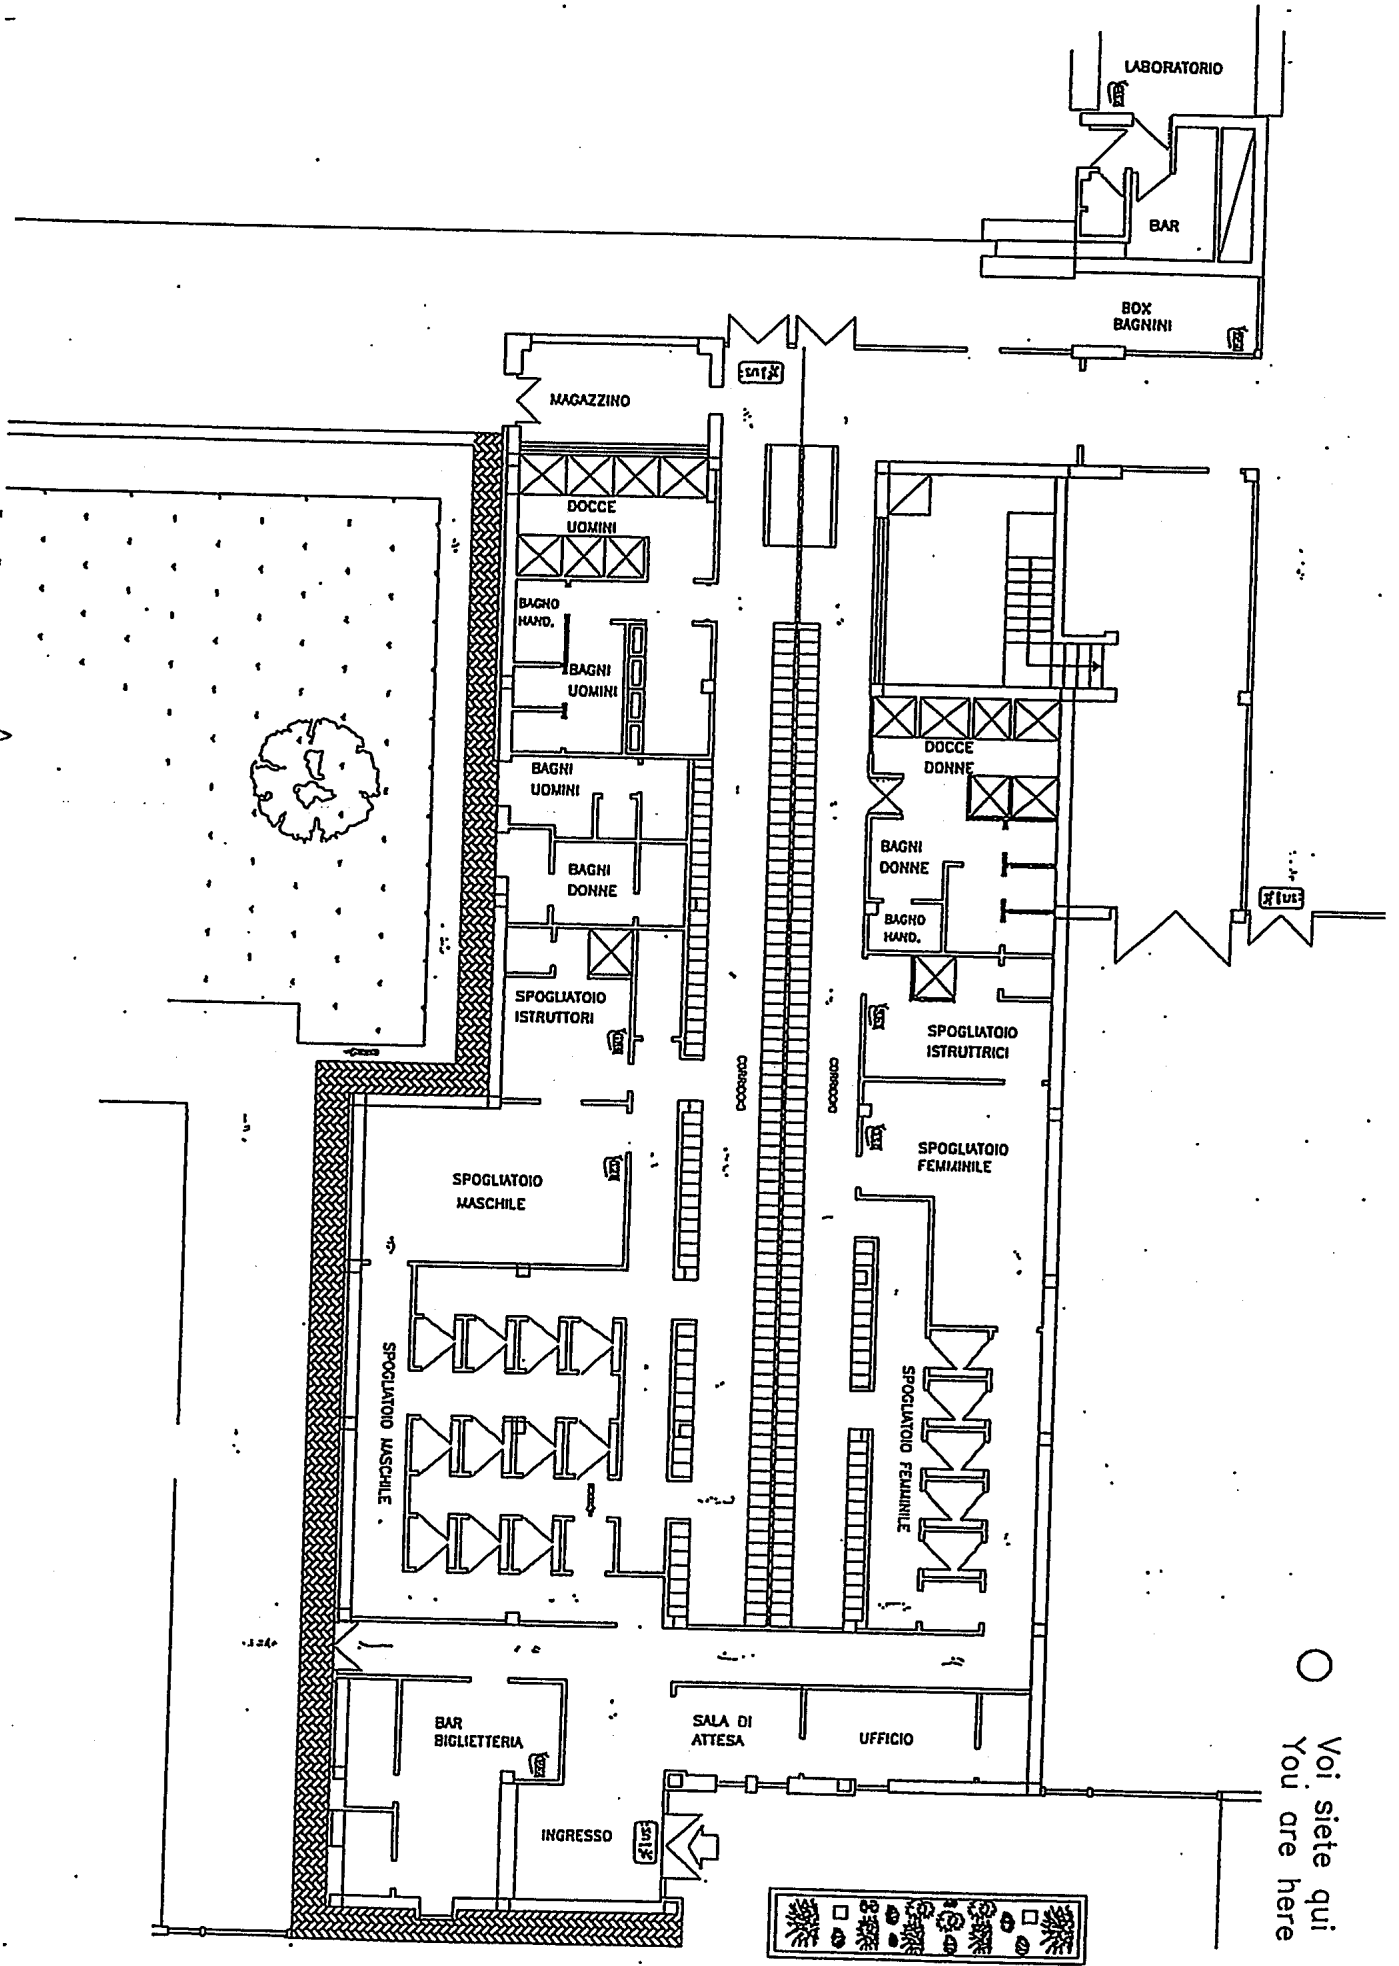 LABORATORIO
BAR
BOX
BAGNINI
MAGAZZINO
DOCCE
UOMINI
BAGNO
HAND.
BAGNI
UOMINI
DOCCE
DONNE
BAGNI
UOMINI
BAGNI
DONNE
BAGNI
DONNE
BAGNO
HAND.
SPOGLIATOIO
ISTRUTTORI
SPOGLIATOIO
ISTRUTTRICI
SPOGLIATOIO
MASCHILE
SPOGLIATOIO
FEMMINILE
SPOGLIATOIO MASCHILE
SPOGLIATOIO FEMMINILE
BAR
BIGLIETTERIA
SALA DI
ATTESA
UFFICIO
INGRESSO
Voi siete qui
You are here